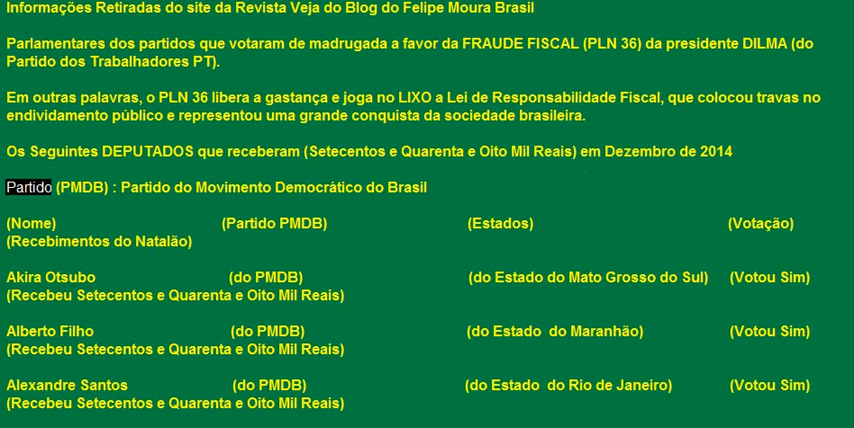 Informações Retiradas do site da Revista Veja do Blog do Felipe Moura Brasil
Parlamentares dos partidos que votaram de madrugada a favor da FRAUDE FISCAL (PLN 36) da presidente DILMA (do
Partido dos Trabalhadores PT).
Em outras palavras, o PLN 36 libera a gastança e joga no LIXO a Lei de Responsabilidade Fiscal, que colocou travas no
endividamento público e representou uma grande conquista da sociedade brasileira.
Os Seguintes DEPUTADOS que receberam (Setecentos e Quarenta e Oito Mil Reais) em Dezembro de 2014
Partido (PMDB) : Partido do Movimento Democrático do Brasil
(Nome) (Partido PMDB) (Estados) (Votação)
(Recebimentos do Natalão)
Akira Otsubo (do PMDB) (do Estado do Mato Grosso do Sul) (Votou Sim)
(Recebeu Setecentos e Quarenta e Oito Mil Reais)
Alberto Filho (do PMDB) (do Estado do Maranhão) (Votou Sim)
(Recebeu Setecentos e Quarenta e Oito Mil Reais)
Alexandre Santos (do PMDB) (do Estado do Rio de Janeiro) (Votou Sim)
(Recebeu Setecentos e Quarenta e Oito Mil Reais)